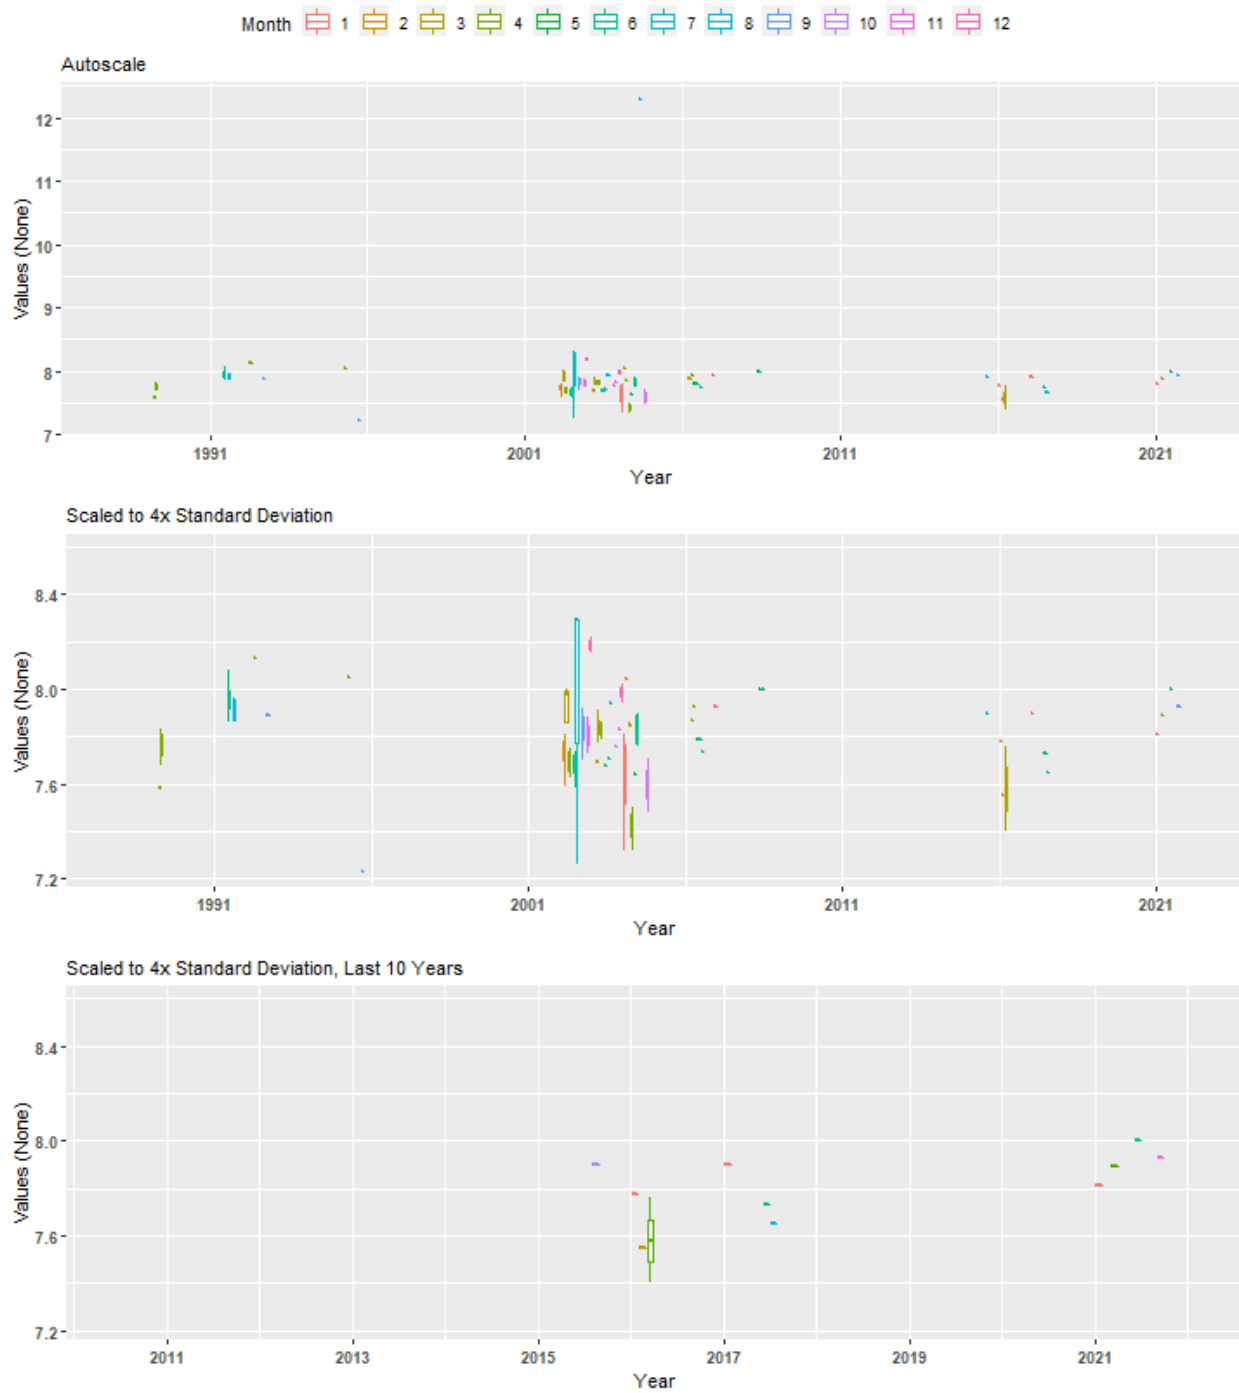 Month 1 2 3 4 5 6 7 8 9 10 11 12
Autoscale
12
11
10
9
8
7
Values (None)
1991 2001 2011 2021
Year
Scaled to 4x Standard Deviation
8.4
8.0
7.6
7.2
Values (None)
1991 2001 2011 2021
Year
Scaled to 4x Standard Deviation, Last 10 Years
8.4
8.0
7.6
7.2
Values (None)
2011 2013 2015 2017 2019 2021
Year